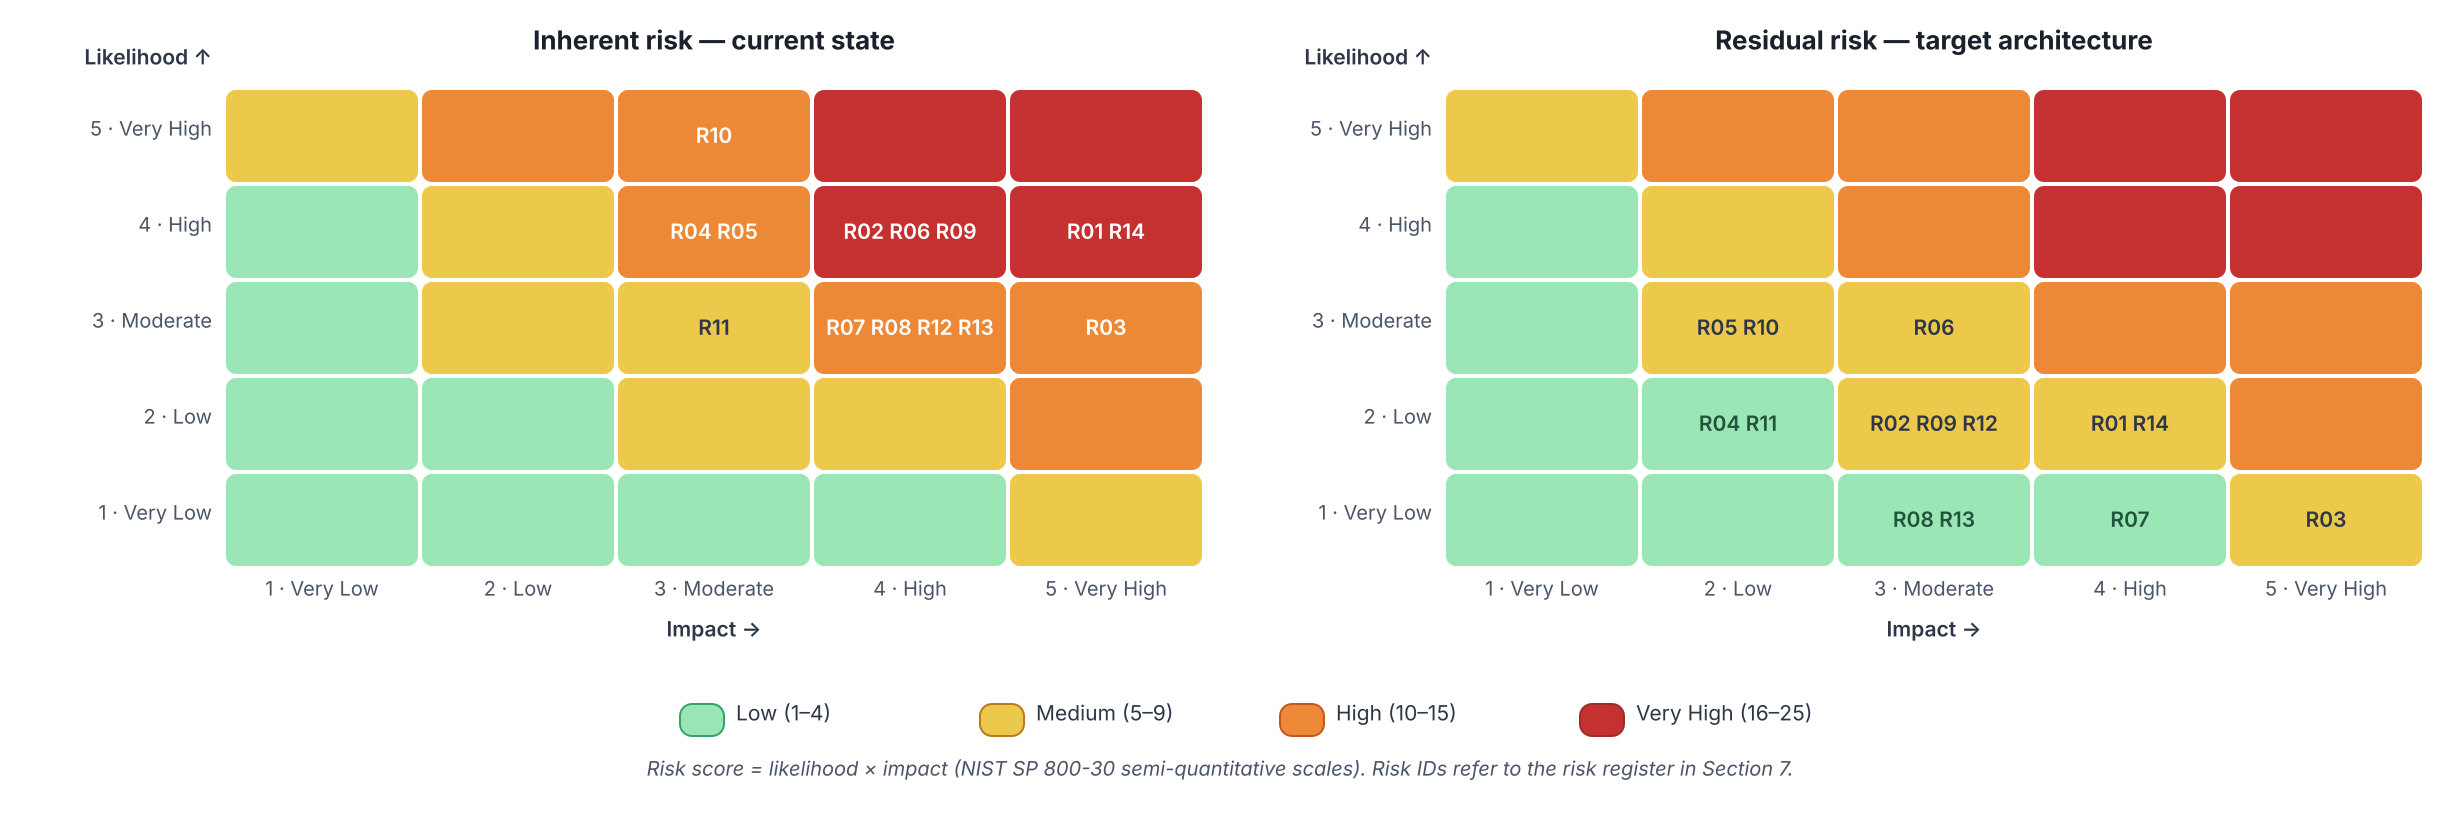 Inherent risk — current state
Likelihood ↑
5 · Very High
R10
4 · High
R04 R05
R02 R06 R09
R01 R14
3 · Moderate
R11
R07 R08 R12 R13
R03
2 · Low
1 · Very Low
1 · Very Low
2 · Low
3 · Moderate
4 · High
5 · Very High
Impact →
Residual risk — target architecture
Likelihood ↑
5 · Very High
4 · High
3 · Moderate
R05 R10
R06
2 · Low
R04 R11
R02 R09 R12
R01 R14
1 · Very Low
R08 R13
R07
R03
1 · Very Low
2 · Low
3 · Moderate
4 · High
5 · Very High
Impact →
Low (1–4)
Medium (5–9)
High (10–15)
Very High (16–25)
Risk score = likelihood × impact (NIST SP 800-30 semi-quantitative scales). Risk IDs refer to the risk register in Section 7.